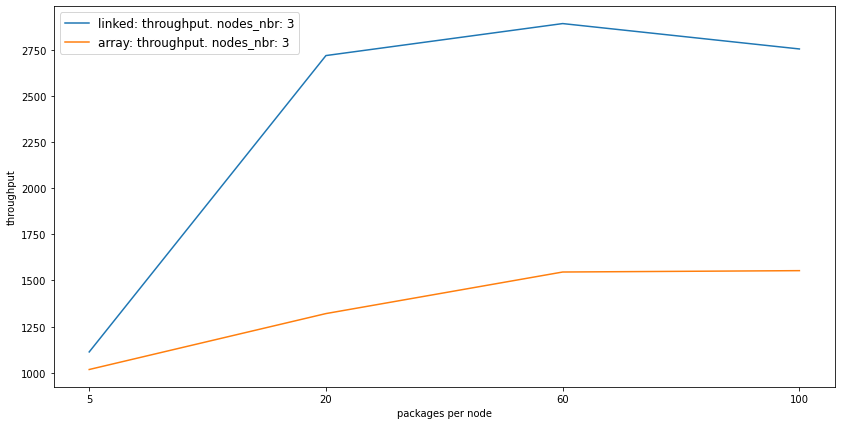 linked: throughput. nodes_nbr: 3
array: throughput. nodes_nbr: 3
throughput
2750
2500
2250
2000
1750
1500
1250
1000
5 20 60 100
packages per node